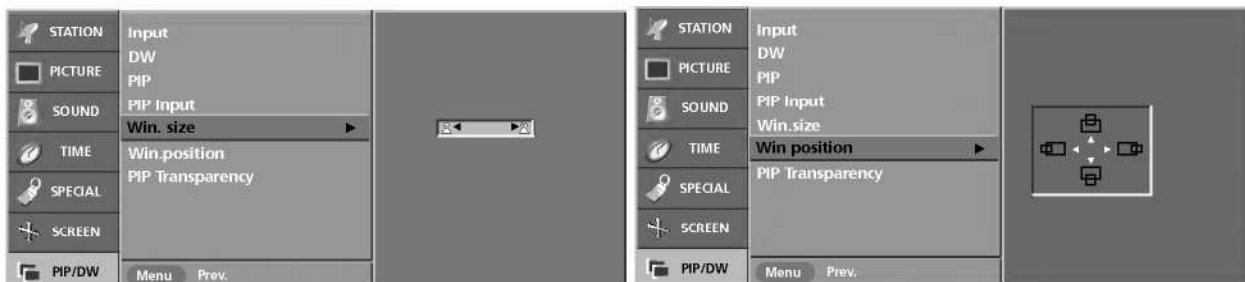 STATION
PICTURE
SOUND
TIME
SPECIAL
SCREEN
PIP/DW
Input
DW
PIP
PIP Input
Win. size
Win.position
PIP Transparency
Menu Prev.
STATION
PICTURE
SOUND
TIME
SPECIAL
SCREEN
PIP/DW
Input
DW
PIP
PIP Input
Win.size
Win position
PIP Transparency
Menu Prev.